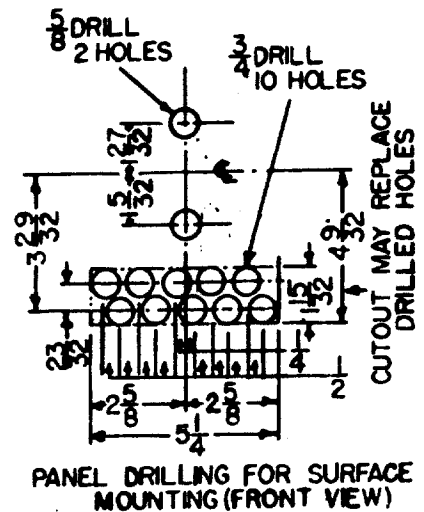 5/8 DRILL
2 HOLES
3/4 DRILL
10 HOLES
1 27/32
1 5/32
3 29/32
4 9/32
CUTOUT MAY REPLACE
DRILLED HOLES
1 5/32
23/32
1/4
1/2
2 5/8 2 5/8
5 1/4
PANEL DRILLING FOR SURFACE
MOUNTING (FRONT VIEW)